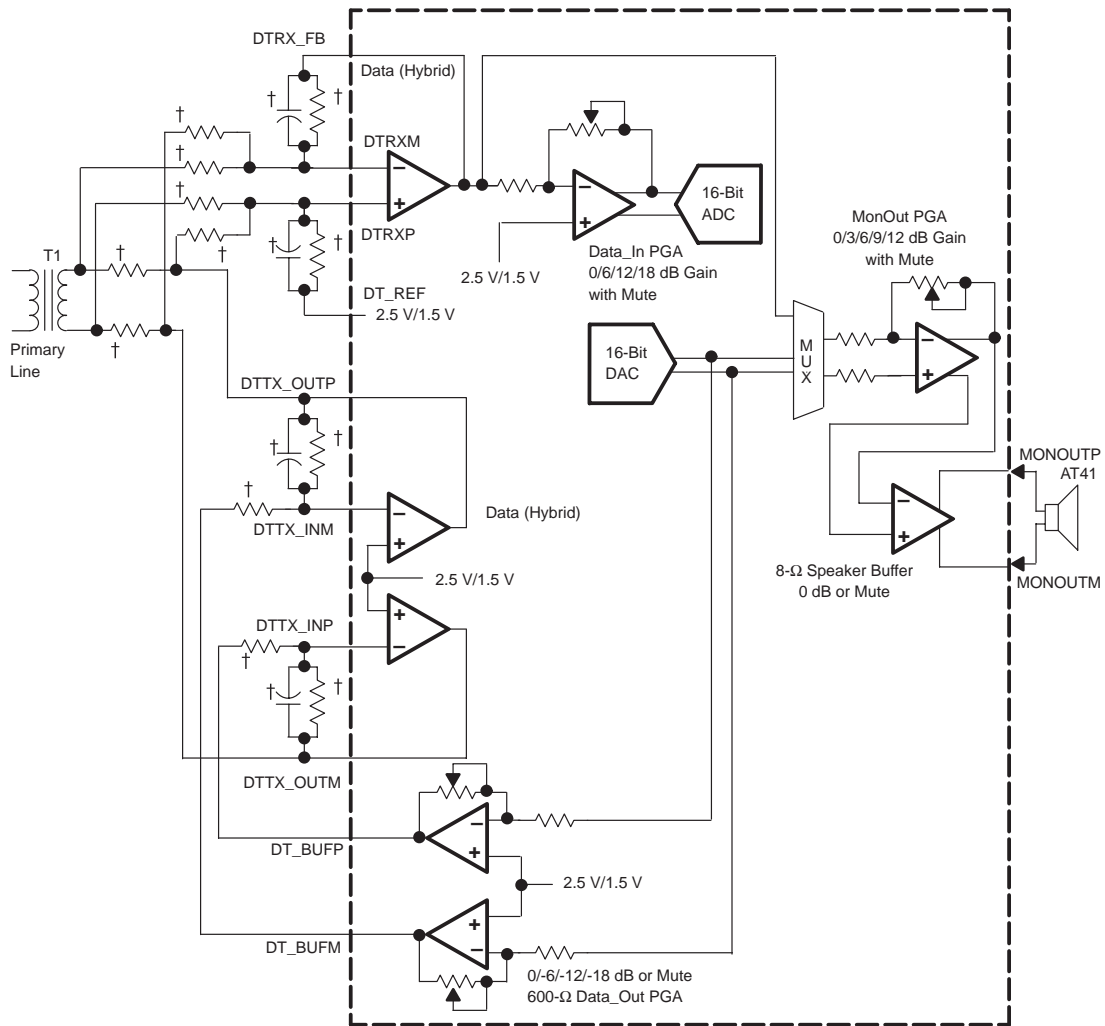 DTRX_FB
Data (Hybrid)
†
†
†
DTRXM
†
†
−
+
†
DTRXP
†
†
T1
†
DT_REF
2.5 V/1.5 V
Primary
Line
†
−
+
2.5 V/1.5 V
16-Bit
ADC
Data_In PGA
0/6/12/18 dB Gain
with Mute
MonOut PGA
0/3/6/9/12 dB Gain
with Mute
16-Bit
DAC
M
U
X
−
+
DTTX_OUTP
†
†
†
DTTX_INM
−
+
Data (Hybrid)
2.5 V/1.5 V
−
+
8-Ω Speaker Buffer
0 dB or Mute
MONOUTP
AT41
MONOUTM
DTTX_INP
†
+
−
†
†
DTTX_OUTM
−
+
DT_BUFP
2.5 V/1.5 V
+
−
DT_BUFM
0/-6/-12/-18 dB or Mute
600-Ω Data_Out PGA